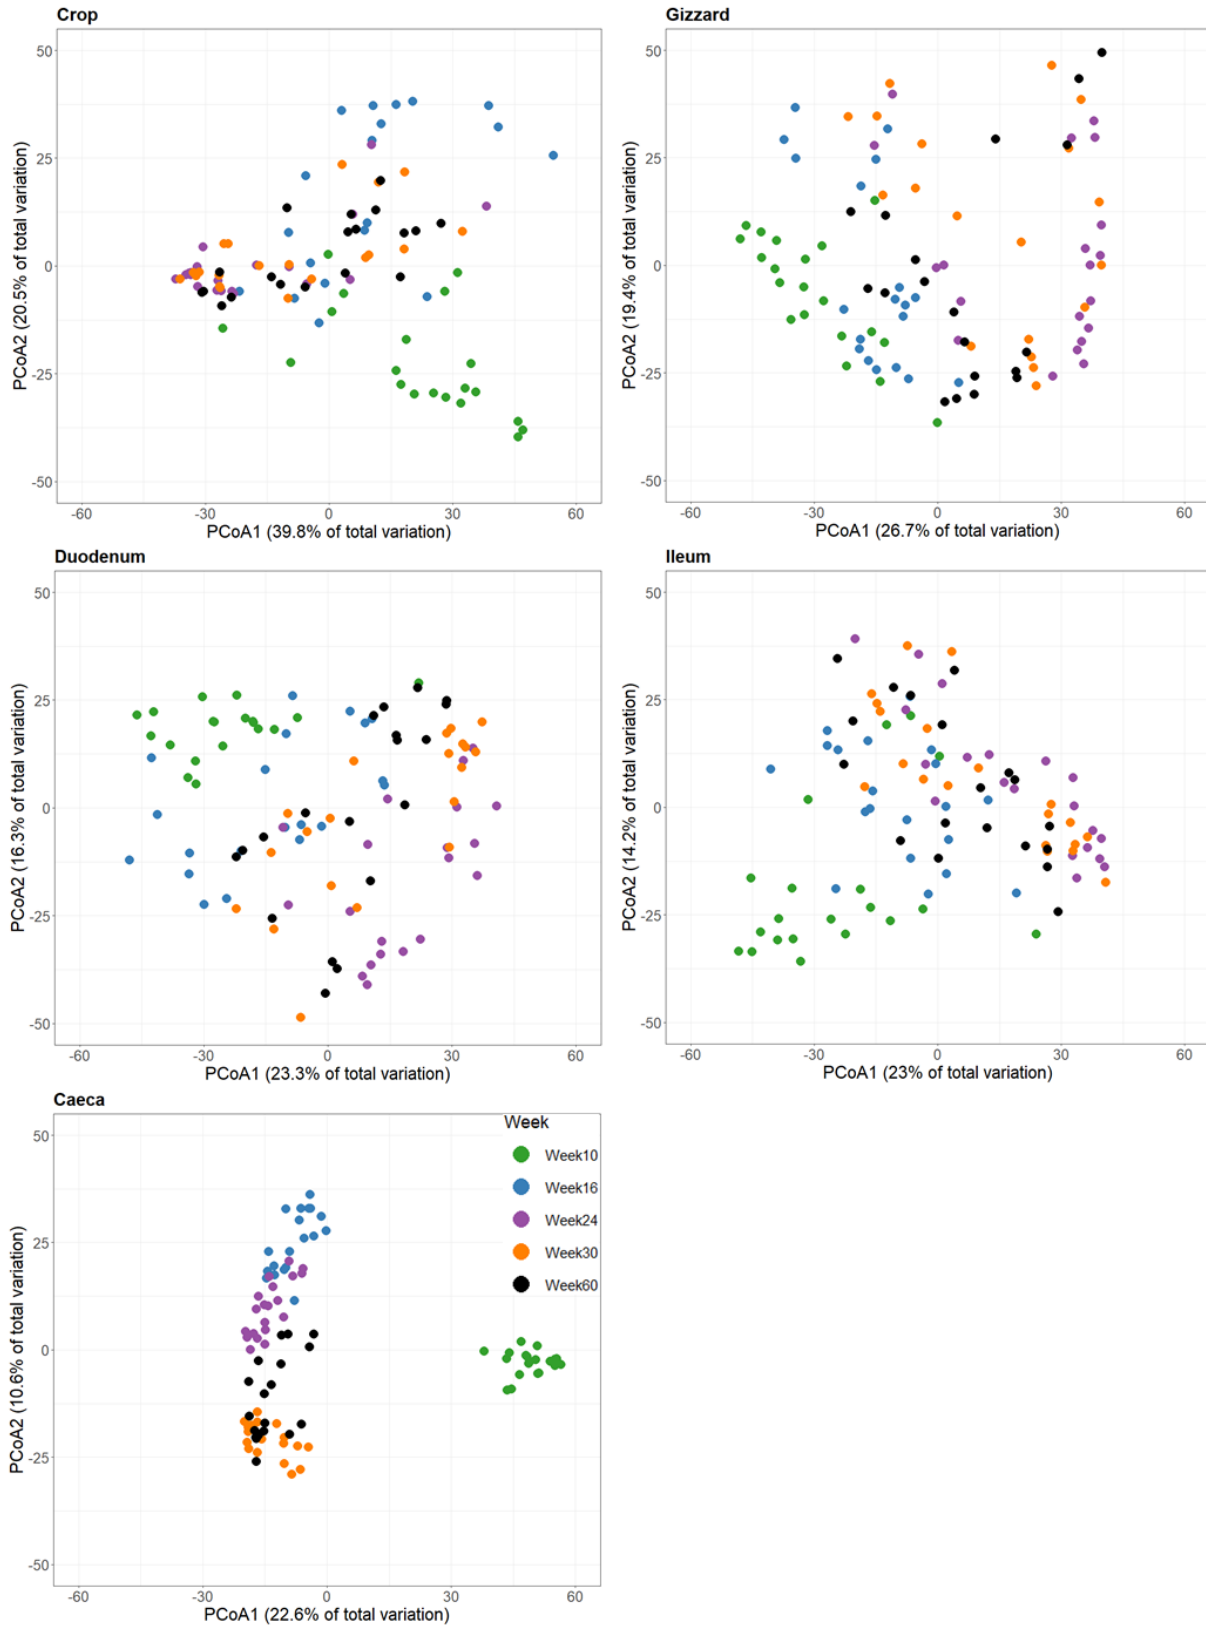 Crop
50
25
0
-25
-50
PCoA2 (20.5% of total variation)
-60 -30 0 30 60
PCoA1 (39.8% of total variation)
Gizzard
50
25
0
-25
-50
PCoA2 (19.4% of total variation)
-60 -30 0 30 60
PCoA1 (26.7% of total variation)
Duodenum
50
25
0
-25
-50
PCoA2 (16.3% of total variation)
-60 -30 0 30 60
PCoA1 (23.3% of total variation)
Ileum
50
25
0
-25
-50
PCoA2 (14.2% of total variation)
-60 -30 0 30 60
PCoA1 (23% of total variation)
Caeca
50
25
0
-25
-50
PCoA2 (10.6% of total variation)
-60 -30 0 30 60
PCoA1 (22.6% of total variation)
Week
Week10
Week16
Week24
Week30
Week60